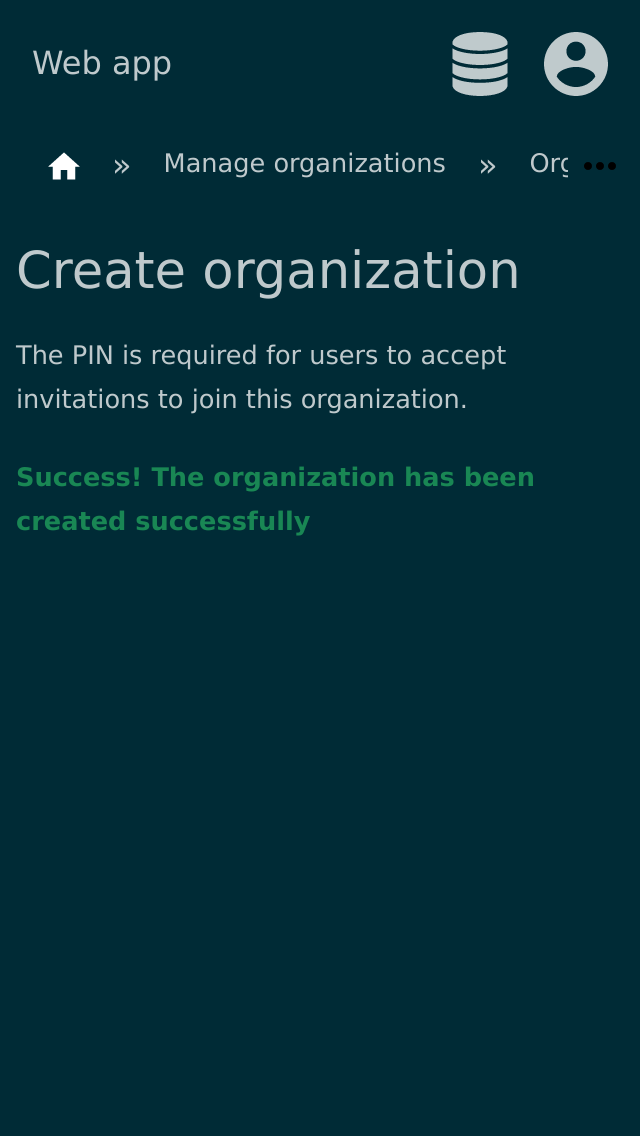 Web app
» Manage organizations » Org
Create organization
The PIN is required for users to accept
invitations to join this organization.
Success! The organization has been
created successfully